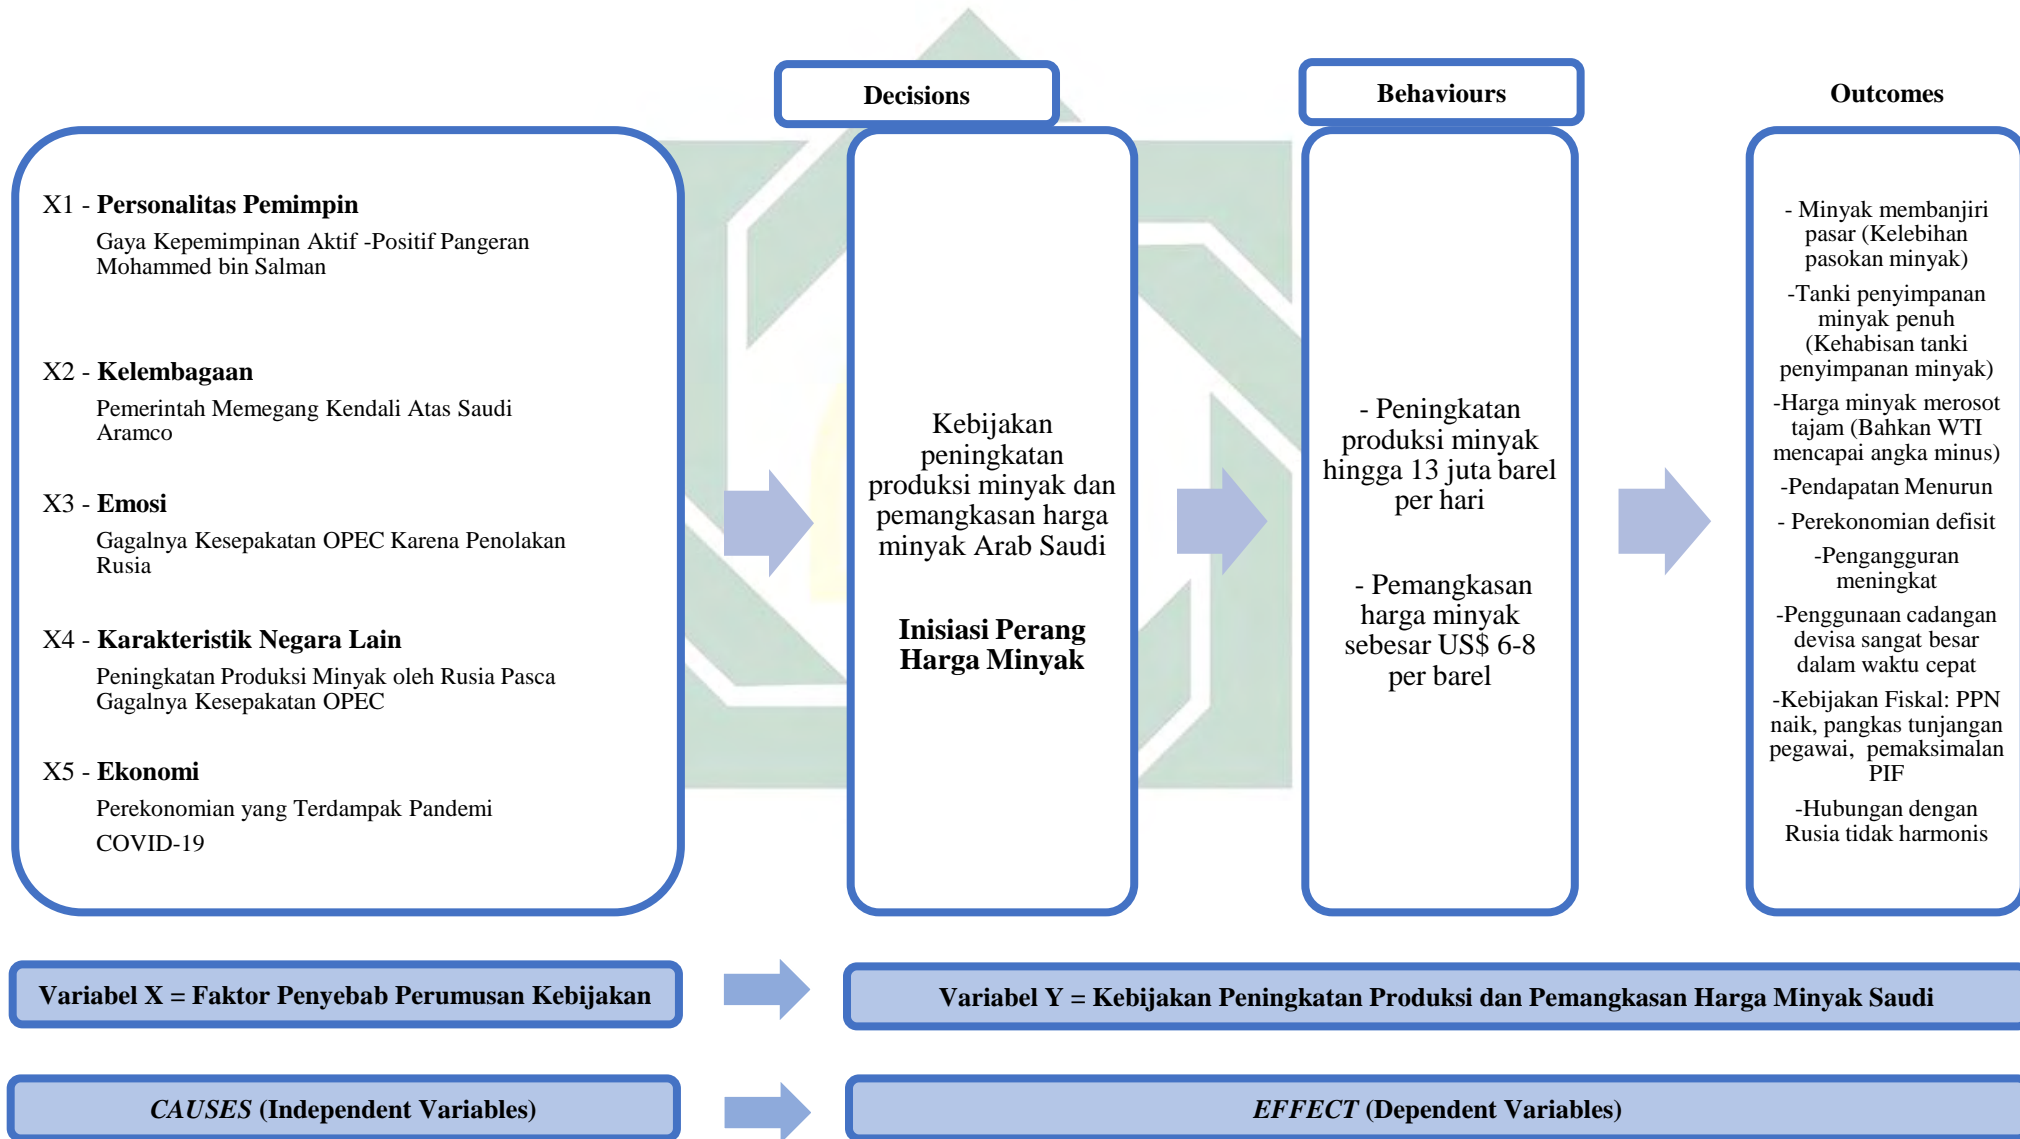 Decisions
Behaviours
Outcomes
X1 - Personalitas Pemimpin
Gaya Kepemimpinan Aktif -Positif Pangeran
Mohammed bin Salman
X2 - Kelembagaan
Pemerintah Memegang Kendali Atas Saudi
Aramco
X3 - Emosi
Gagalnya Kesepakatan OPEC Karena Penolakan
Rusia
X4 - Karakteristik Negara Lain
Peningkatan Produksi Minyak oleh Rusia Pasca
Gagalnya Kesepakatan OPEC
X5 - Ekonomi
Perekonomian yang Terdampak Pandemi
COVID-19
Kebijakan
peningkatan
produksi minyak dan
pemangkasan harga
minyak Arab Saudi
Inisiasi Perang
Harga Minyak
- Peningkatan
produksi minyak
hingga 13 juta barel
per hari
- Pemangkasan
harga minyak
sebesar US$ 6-8
per barel
- Minyak membanjiri
pasar (Kelebihan
pasokan minyak)
-Tanki penyimpanan
minyak penuh
(Kehabisan tanki
penyimpanan minyak)
-Harga minyak merosot
tajam (Bahkan WTI
mencapai angka minus)
-Pendapatan Menurun
- Perekonomian defisit
-Pengangguran
meningkat
-Penggunaan cadangan
devisa sangat besar
dalam waktu cepat
-Kebijakan Fiskal: PPN
naik, pangkas tunjangan
pegawai, pemaksimalan
PIF
-Hubungan dengan
Rusia tidak harmonis
Variabel X = Faktor Penyebab Perumusan Kebijakan
Variabel Y = Kebijakan Peningkatan Produksi dan Pemangkasan Harga Minyak Saudi
CAUSES (Independent Variables)
EFFECT (Dependent Variables)